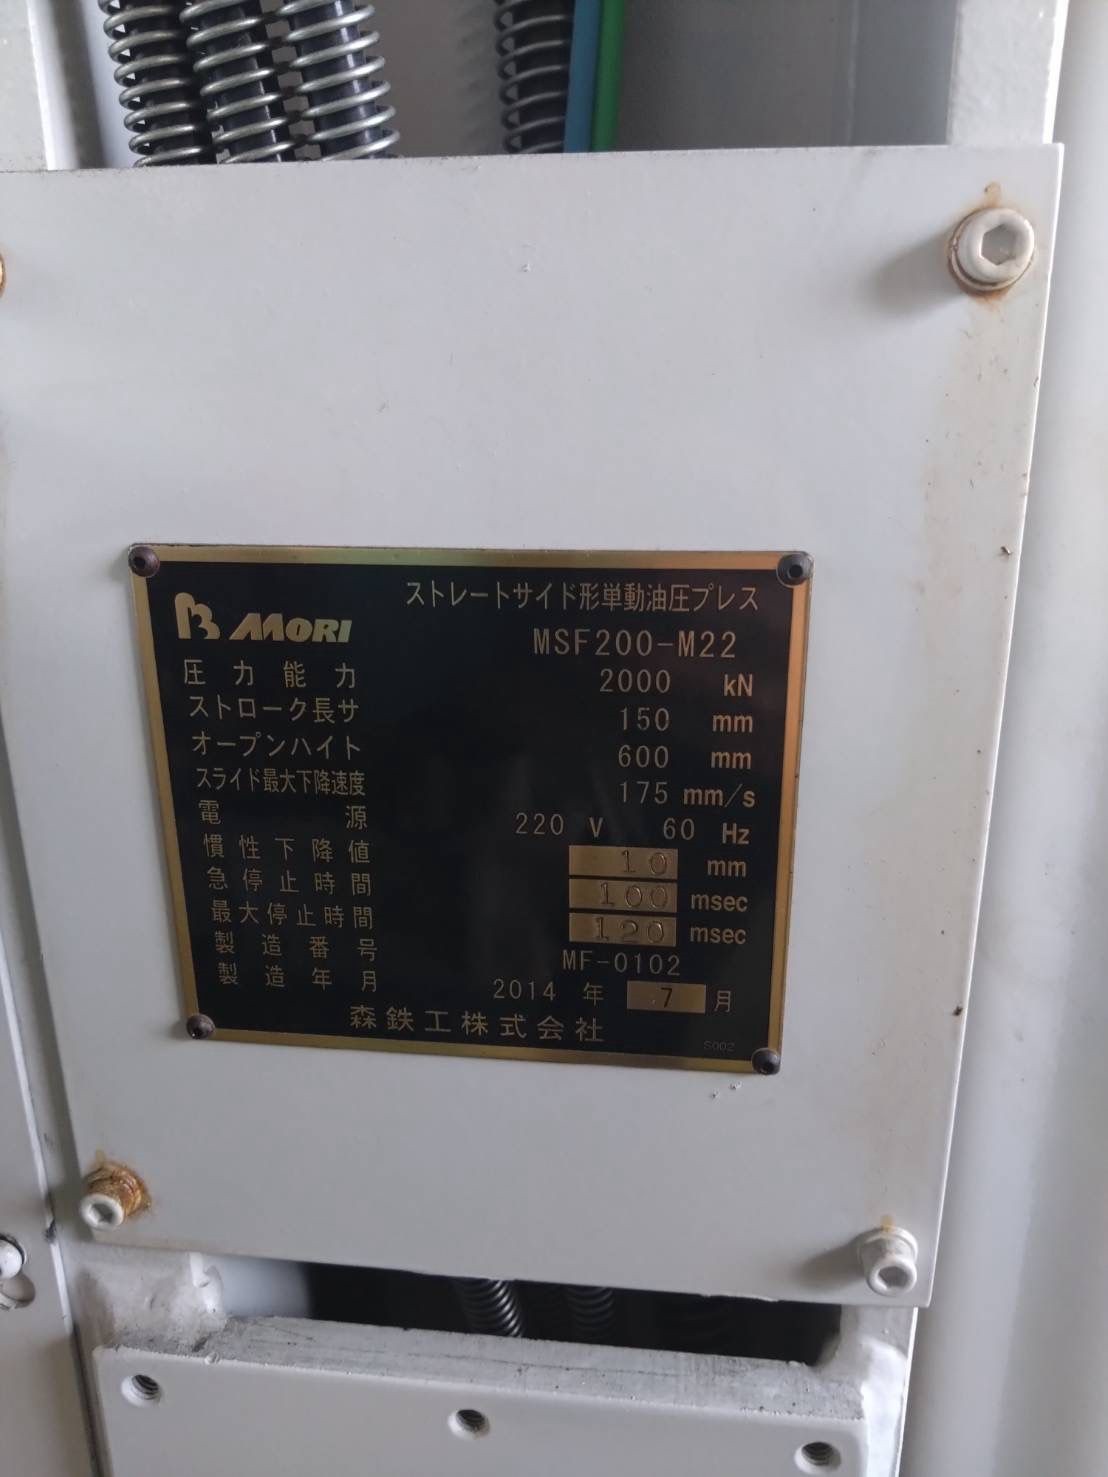 ストレートサイド形単動油圧プレス
MORI MSF200-M22
圧力能力 2000 kN
ストローク長サ 150 mm
オープンハイト 600 mm
スライド最大下降速度 175 mm/s
電源 220 V 60 Hz
慣性下降値 10 mm
急停止時間 100 msec
最大停止時間 120 msec
製造番号 MF-0102
製造年月 2014 年 7 月
森鉄工株式会社
S002